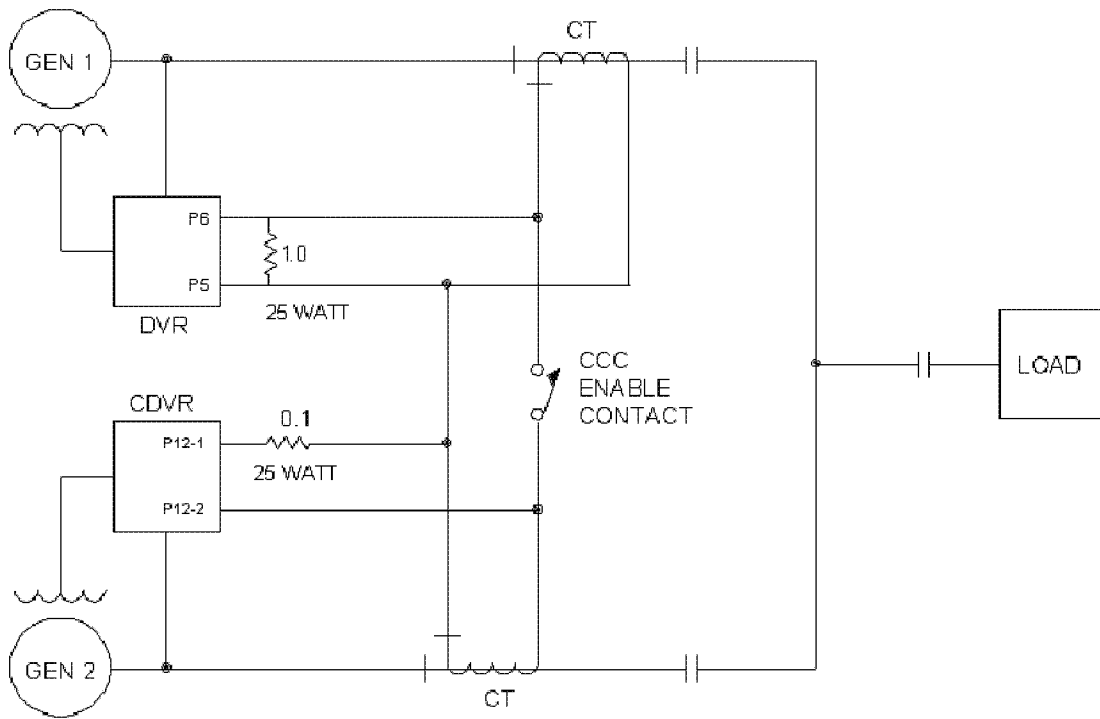 CT
GEN 1
P6
1.0
P5
25 WATT
DVR
CCC
ENABLE
CONTACT
LOAD
CDVR
0.1
P12-1
25 WATT
P12-2
GEN 2
CT